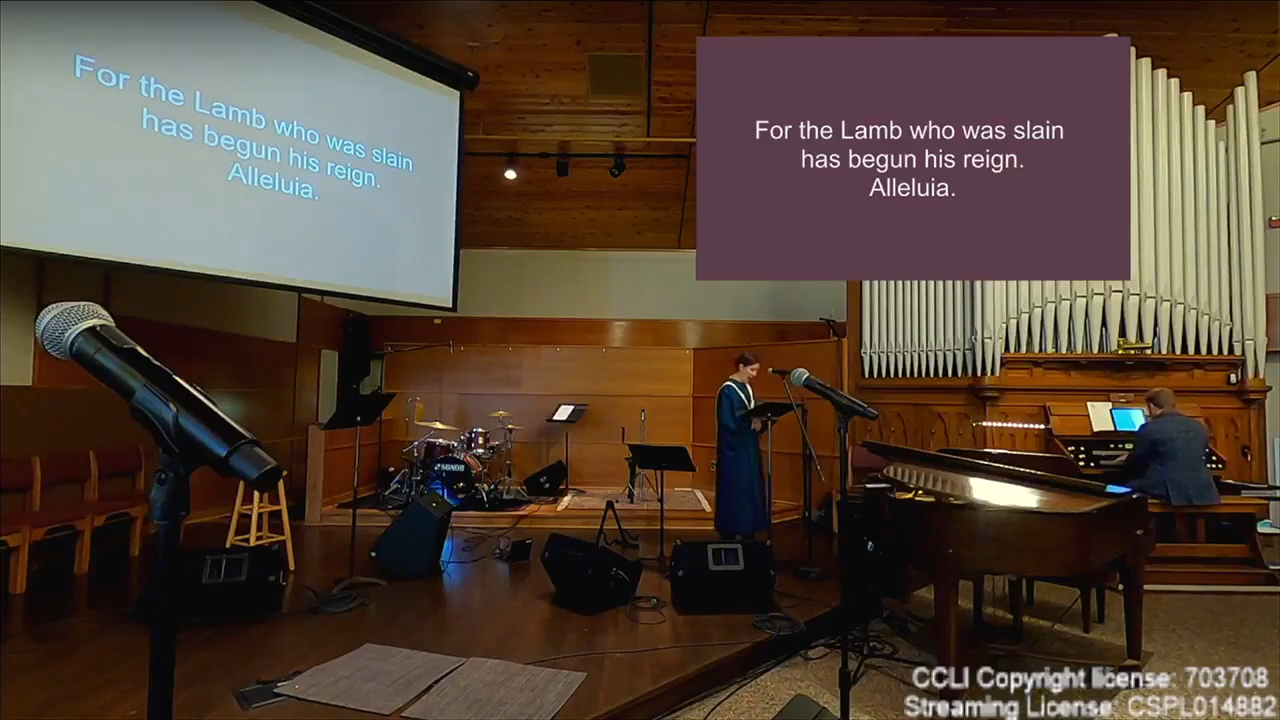 For the Lamb who was slain
has begun his reign.
Alleluia.
For the Lamb who was slain
has begun his reign.
Alleluia.
SONOR
CCLI Copyright license: 703708
Streaming License: CSPL014882